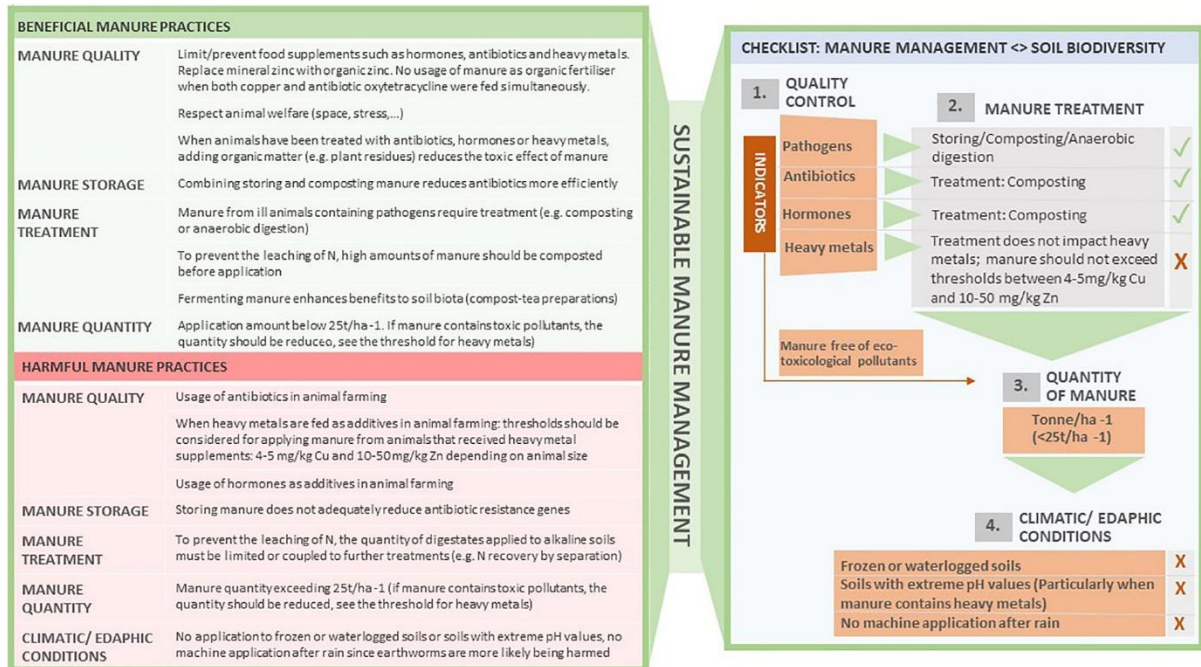 BENEFICIAL MANURE PRACTICES
MANURE QUALITY
Limit/prevent food supplements such as hormones, antibiotics and heavy metals.
Replace mineral zinc with organic zinc. No usage of manure as organic fertiliser
when both copper and antibiotic oxytetracycline were fed simultaneously.
Respect animal welfare (space, stress,...)
When animals have been treated with antibiotics, hormones or heavy metals,
adding organic matter (e.g. plant residues) reduces the toxic effect of manure
MANURE STORAGE
Combining storing and composting manure reduces antibiotics more efficiently
MANURE
TREATMENT
Manure from ill animals containing pathogens require treatment (e.g. composting
or anaerobic digestion)
To prevent the leaching of N, high amounts of manure should be composted
before application
Fermenting manure enhances benefits to soil biota (compost-tea preparations)
MANURE QUANTITY
Application amount below 25t/ha -1. If manure contains toxic pollutants, the
quantity should be reduced, see the threshold for heavy metals)
HARMFUL MANURE PRACTICES
MANURE QUALITY
Usage of antibiotics in animal farming
When heavy metals are fed as additives in animal farming: thresholds should be
considered for applying manure from animals that received heavy metal
supplements: 4-5 mg/kg Cu and 10-50 mg/kg Zn depending on animal size
Usage of hormones as additives in animal farming
MANURE STORAGE
Storing manure does not adequately reduce antibiotic resistance genes
MANURE
TREATMENT
To prevent the leaching of N, the quantity of digestates applied to alkaline soils
must be limited or coupled to further treatments (e.g. N recovery by separation)
MANURE
QUANTITY
Manure quantity exceeding 25t/ha -1 (if manure contains toxic pollutants, the
quantity should be reduced, see the threshold for heavy metals)
CLIMATIC/ EDAPHIC
CONDITIONS
No application to frozen or waterlogged soils or soils with extreme pH values, no
machine application after rain since earthworms are more likely being harmed
SUSTAINABLE MANURE MANAGEMENT
CHECKLIST: MANURE MANAGEMENT <> SOIL BIODIVERSITY
1. QUALITY
CONTROL
2. MANURE TREATMENT
INDICATORS
Pathogens
Storing/Composting/Anaerobic
digestion
✓
Antibiotics
Treatment: Composting
✓
Hormones
Treatment: Composting
✓
Heavy metals
Treatment does not impact heavy
metals; manure should not exceed
thresholds between 4-5mg/kg Cu
and 10-50 mg/kg Zn
X
Manure free of eco-
toxicological pollutants
3. QUANTITY
OF MANURE
Tonne/ha -1
(<25t/ha -1)
4. CLIMATIC/ EDAPHIC
CONDITIONS
Frozen or waterlogged soils X
Soils with extreme pH values (Particularly when
manure contains heavy metals) X
No machine application after rain X